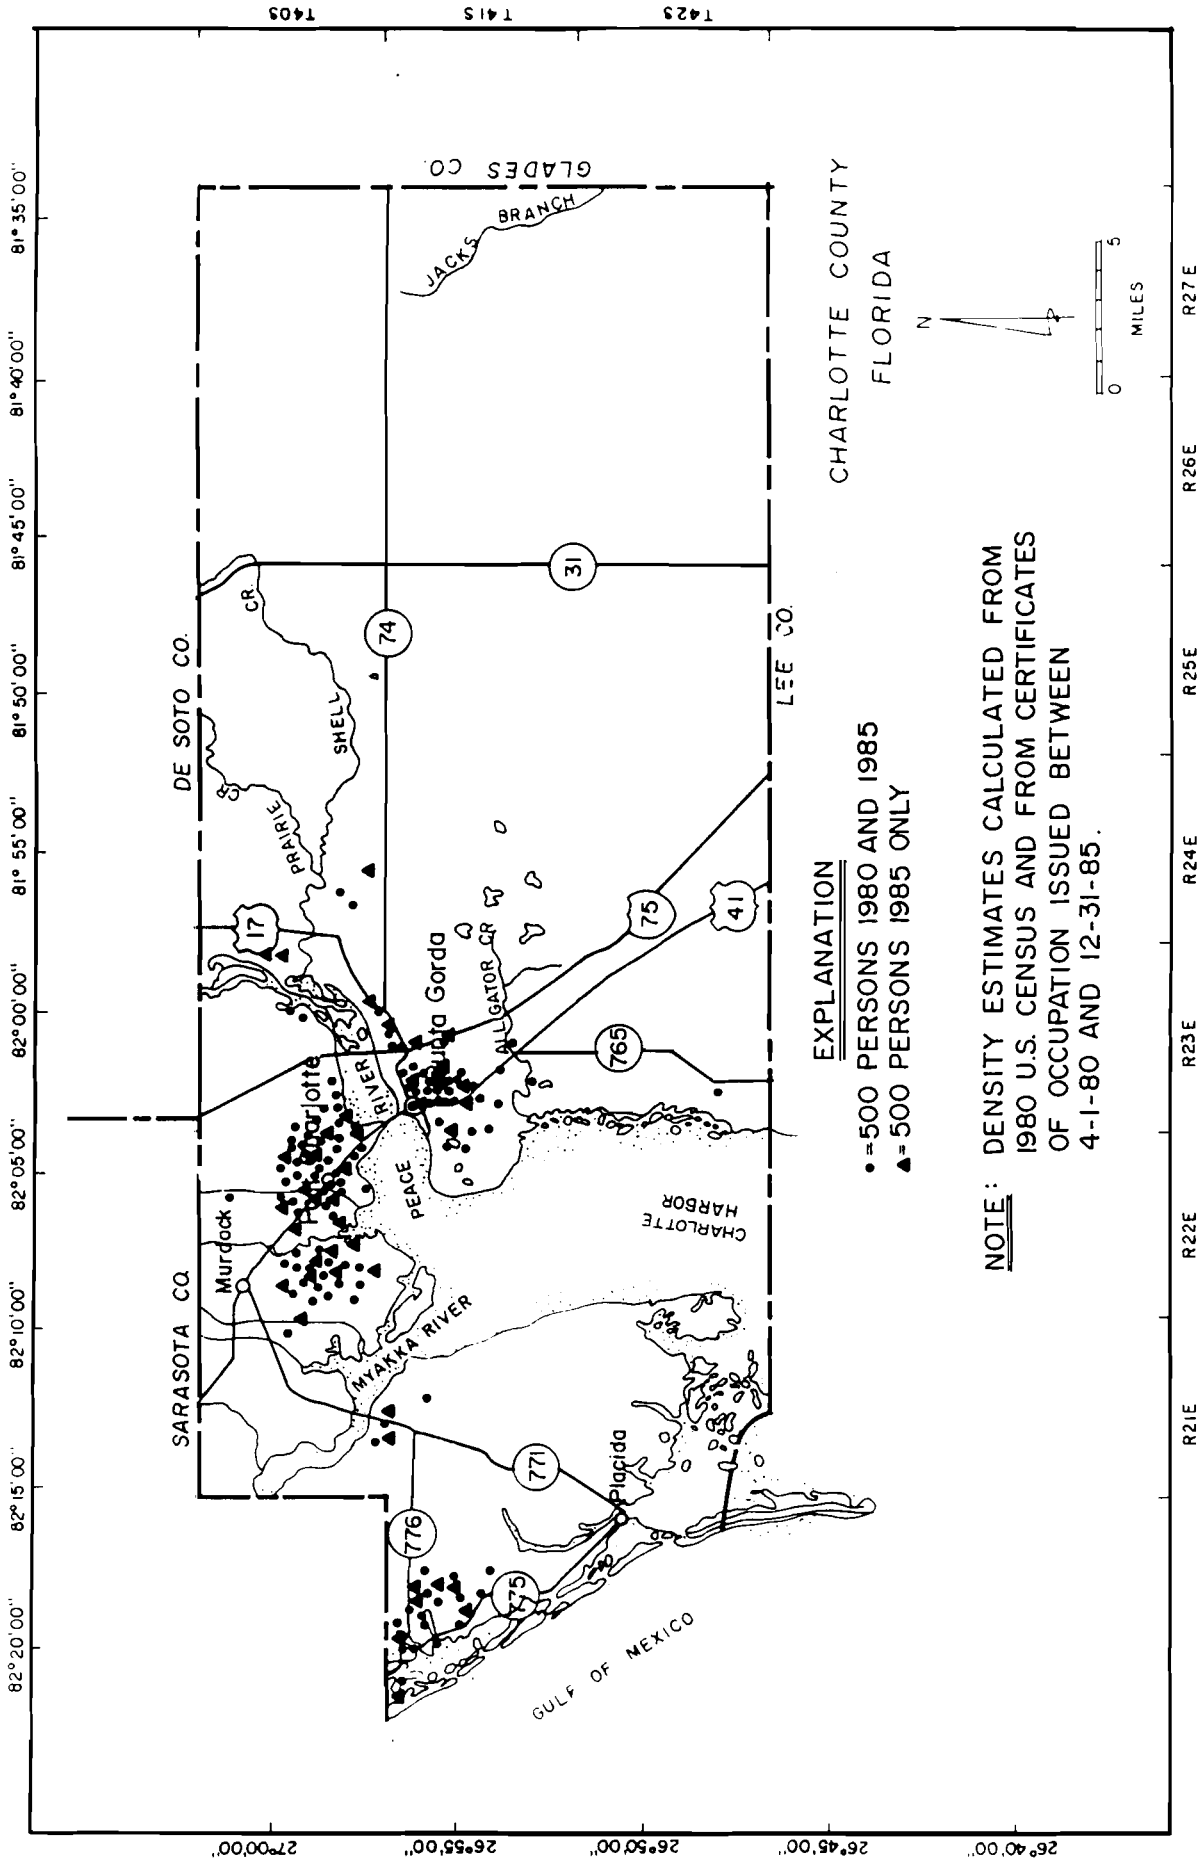 82°20'00"
82°15'00
82°10'00"
82°05'00"
82°00'00"
81°55'00"
81°50'00"
81°45'00"
81°40'00"
81°35'00"
27°00'00"
26°55'00"
26°50'00"
26°45'00"
26°40'00"
T40S
T41S
T42S
SARASOTA CO.
DE SOTO CO.
GLADES CO.
LEE CO.
Murdock
17
PRAIRIE
CR
SHELL
CR.
74
31
JACKS
BRANCH
RIVER
PEACE
MYAKKA RIVER
Punta Gorda
ALLIGATOR CR
776
771
775
Placida
765
75
41
CHARLOTTE
HARBOR
GULF OF MEXICO
CHARLOTTE COUNTY
FLORIDA
N
0 5
MILES
EXPLANATION
• =500 PERSONS 1980 AND 1985
▲ =500 PERSONS 1985 ONLY
NOTE: DENSITY ESTIMATES CALCULATED FROM
1980 U.S. CENSUS AND FROM CERTIFICATES
OF OCCUPATION ISSUED BETWEEN
4-1-80 AND 12-31-85.
R21E
R22E
R23E
R24E
R25E
R26E
R27E